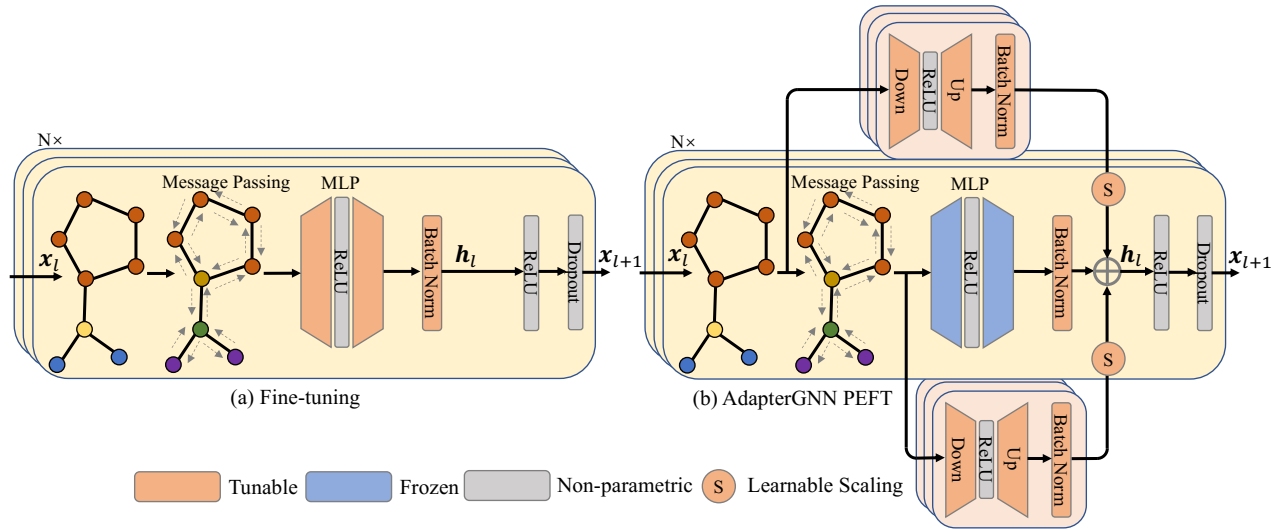 N×
Message Passing
MLP
x_l
ReLU
Batch Norm
h_l
ReLU
Dropout
x_{l+1}
(a) Fine-tuning
Down
ReLU
Up
Batch Norm
N×
Message Passing
MLP
S
x_l
ReLU
Batch Norm
h_l
ReLU
Dropout
x_{l+1}
S
(b) AdapterGNN PEFT
Down
ReLU
Up
Batch Norm
Tunable
Frozen
Non-parametric
S
Learnable Scaling